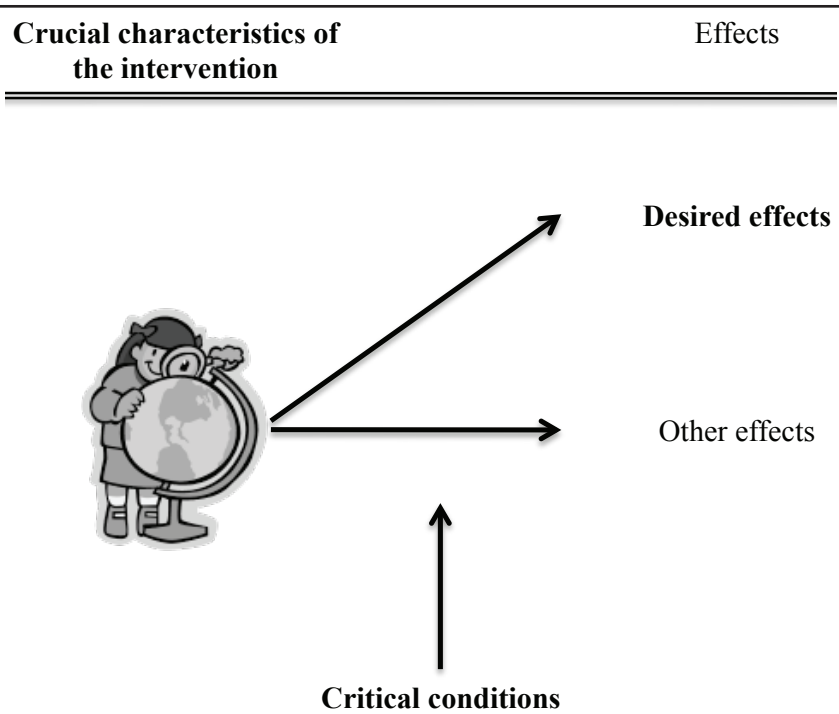 Crucial characteristics of
the intervention
Effects
Desired effects
Other effects
Critical conditions